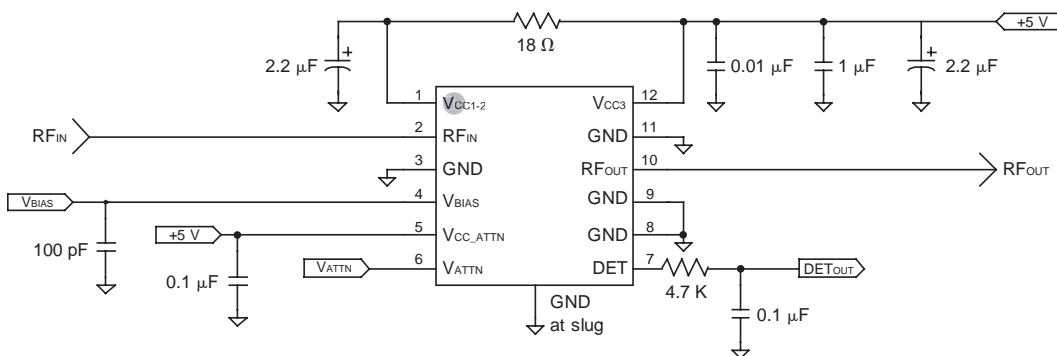 +5 V
18 Ω
2.2 µF
0.01 µF
1 µF
2.2 µF
1
VCC1-2
VCC3
12
RFIN
2
RFIN
GND
11
3
GND
RFOUT
10
RFOUT
VBIAS
4
VBIAS
GND
9
+5 V
5
VCC_ATTN
GND
8
100 pF
VATTN
6
VATTN
DET
7
DETOUT
0.1 µF
4.7 K
GND
at slug
0.1 µF